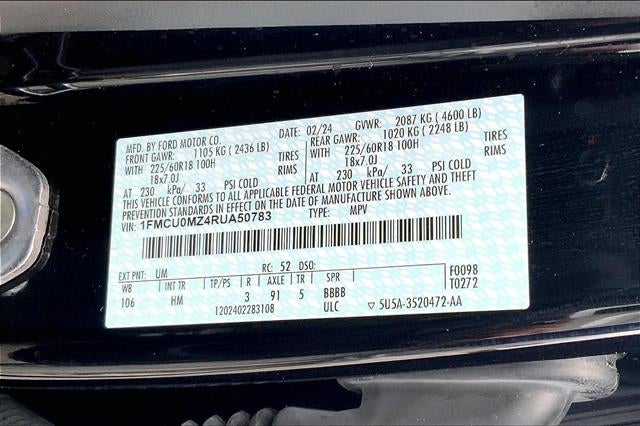 MFD. BY FORD MOTOR CO. DATE: 02/24 GVWR: 2087 KG ( 4600 LB)
FRONT GAWR: 1105 KG ( 2436 LB) REAR GAWR: 1020 KG ( 2248 LB)
WITH 225/60R18 100H TIRES WITH 225/60R18 100H TIRES
18x7.0J RIMS 18x7.0J RIMS
AT 230 kPa/ 33 PSI COLD AT 230 kPa/ 33 PSI COLD
THIS VEHICLE CONFORMS TO ALL APPLICABLE FEDERAL MOTOR VEHICLE SAFETY AND THEFT
PREVENTION STANDARDS IN EFFECT ON THE DATE OF MANUFACTURE SHOWN ABOVE.
VIN: 1FMCU0MZ4RUA50783 TYPE: MPV
EXT PNT: UM RC: 52 DSO: F0098
WB INT TR TP/PS R AXLE TR SPR T0272
106 HM 3 91 5 BBBB
1202402283108 ULC ▽ 5U5A-3520472-AA